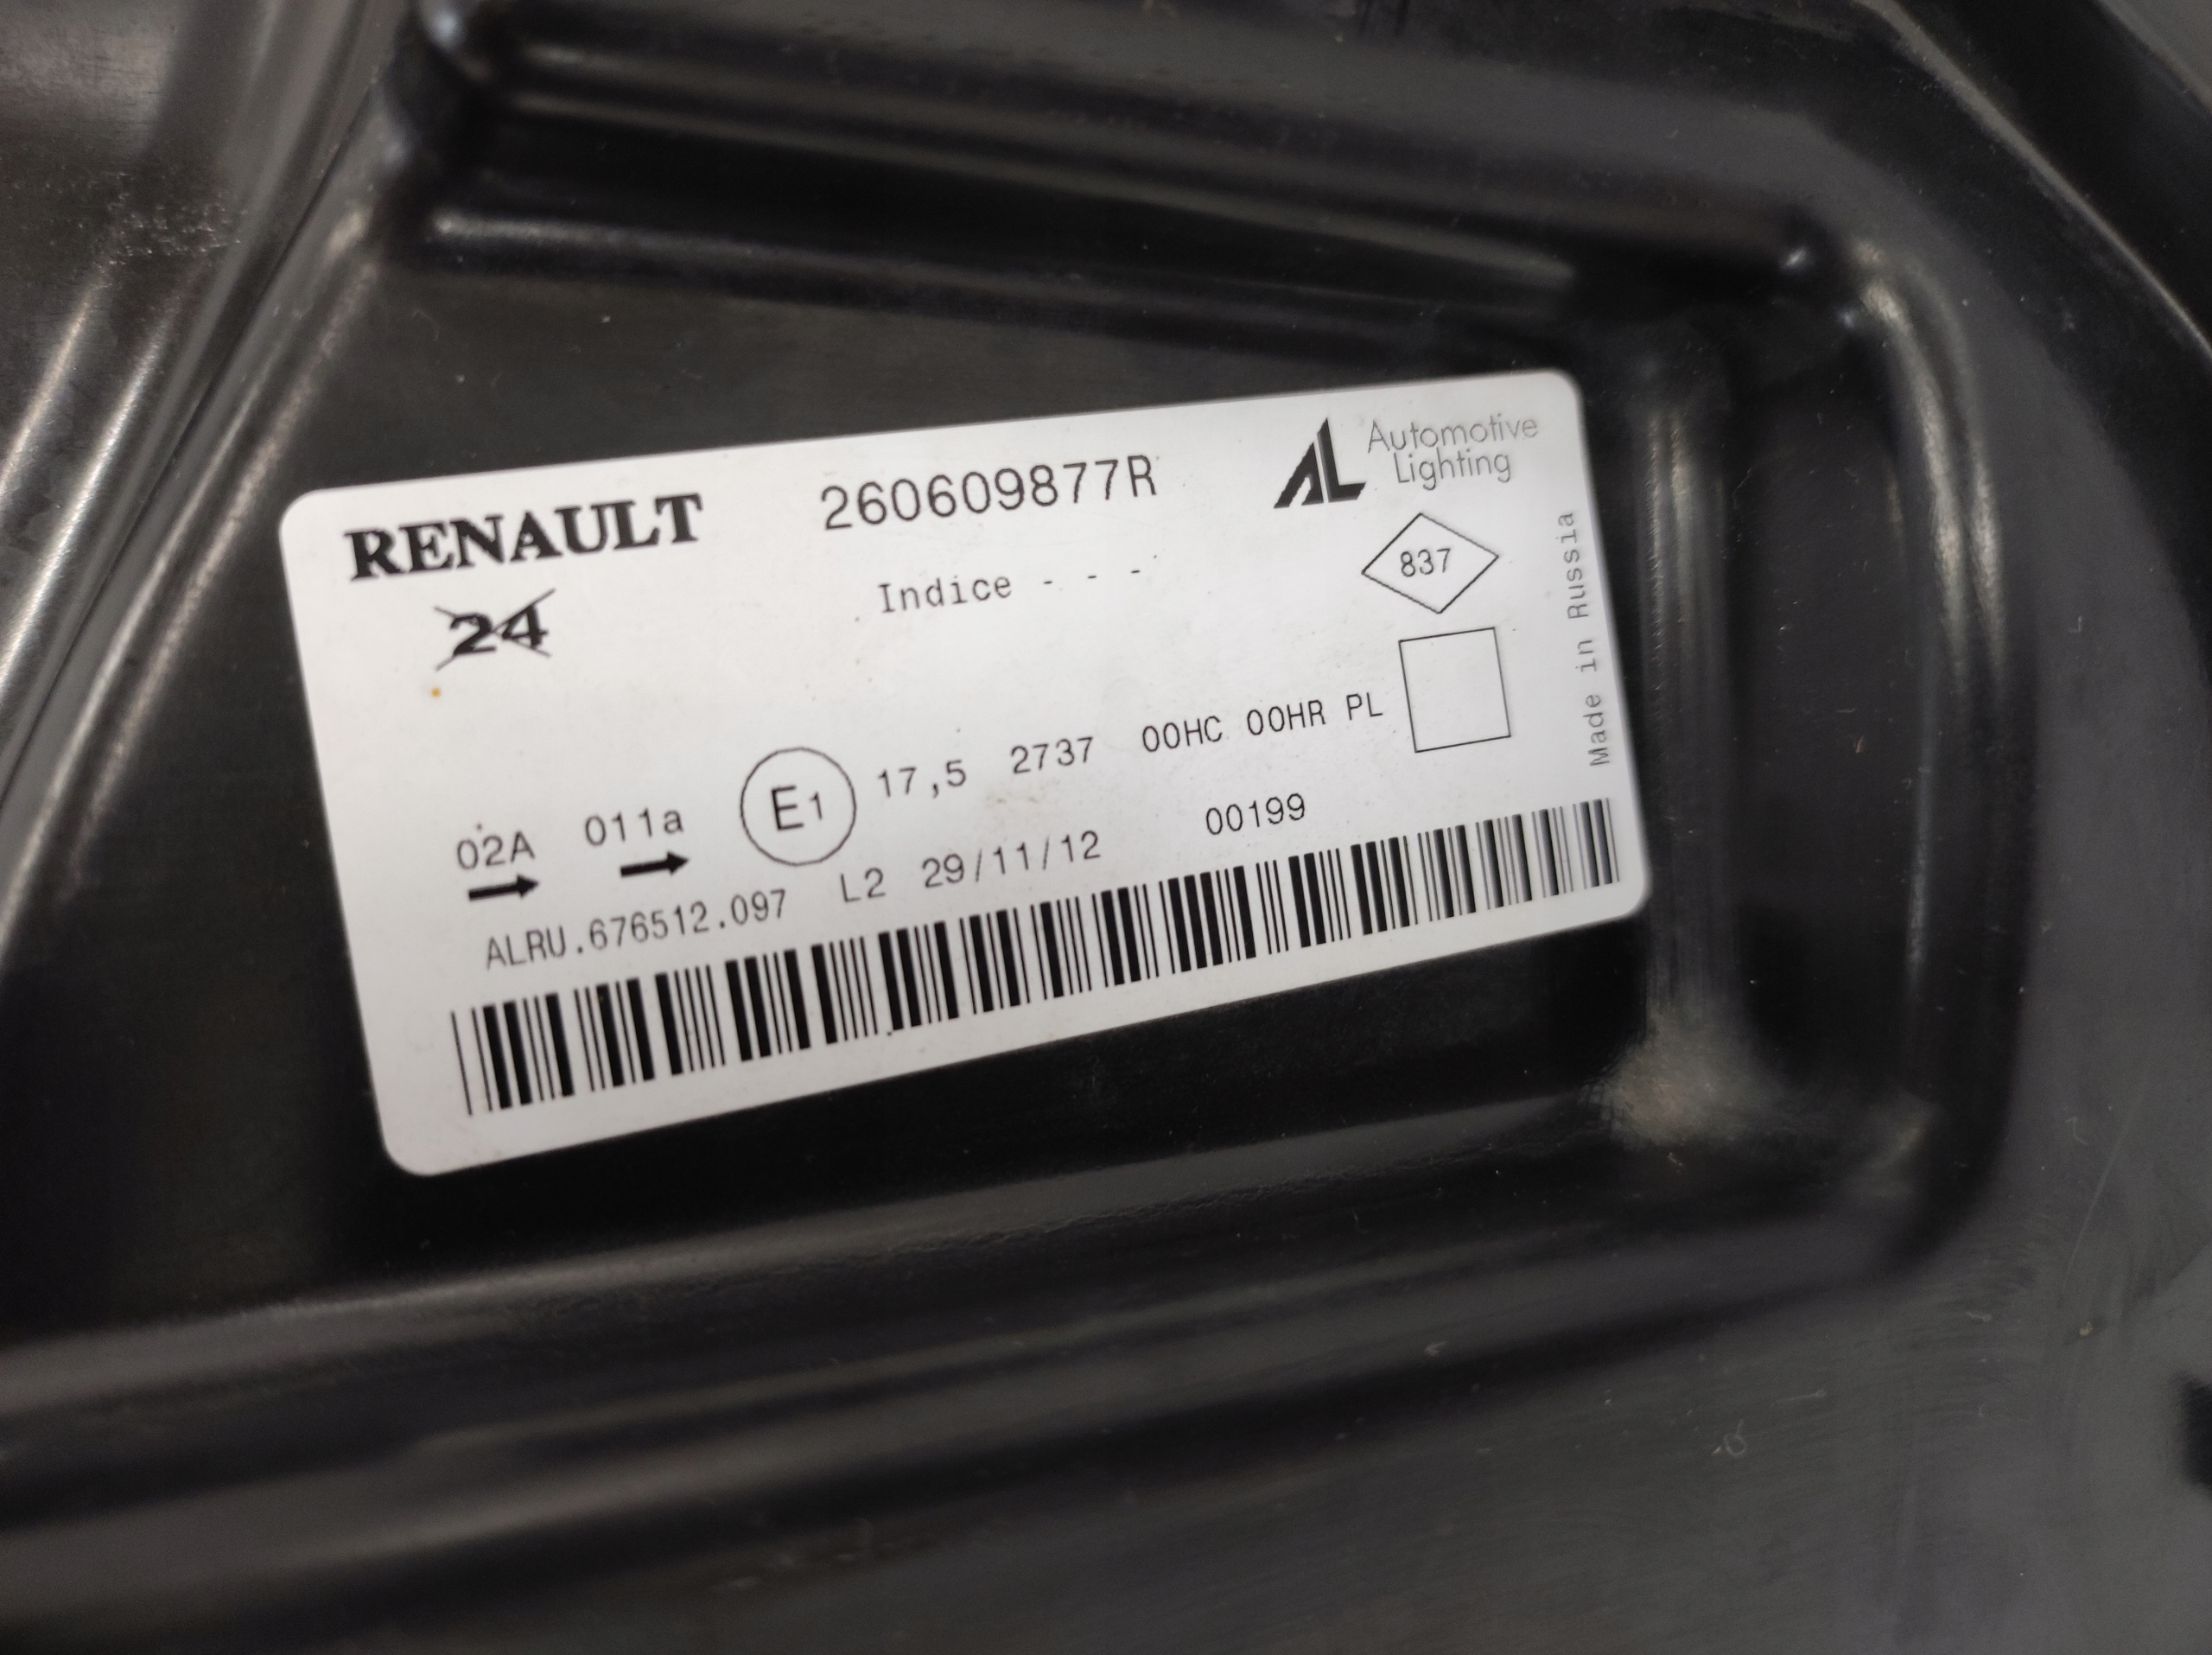 RENAULT 260609877R AL Automotive
Lighting
24 Indice - - - 837
Made in Russia
02A 011a E1 17,5 2737 00HC 00HR PL
ALRU.676512.097 L2 29/11/12 00199